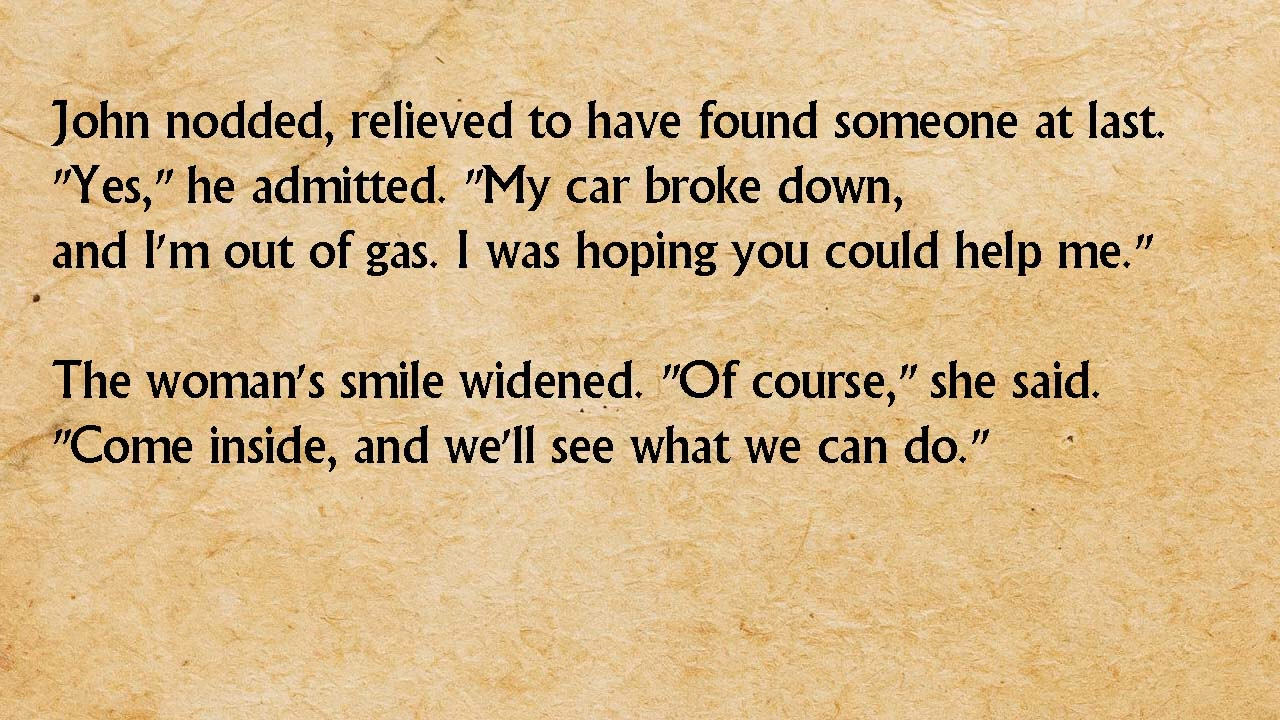 John nodded, relieved to have found someone at last.
"Yes," he admitted. "My car broke down,
and I'm out of gas. I was hoping you could help me."
The woman's smile widened. "Of course," she said.
"Come inside, and we'll see what we can do."